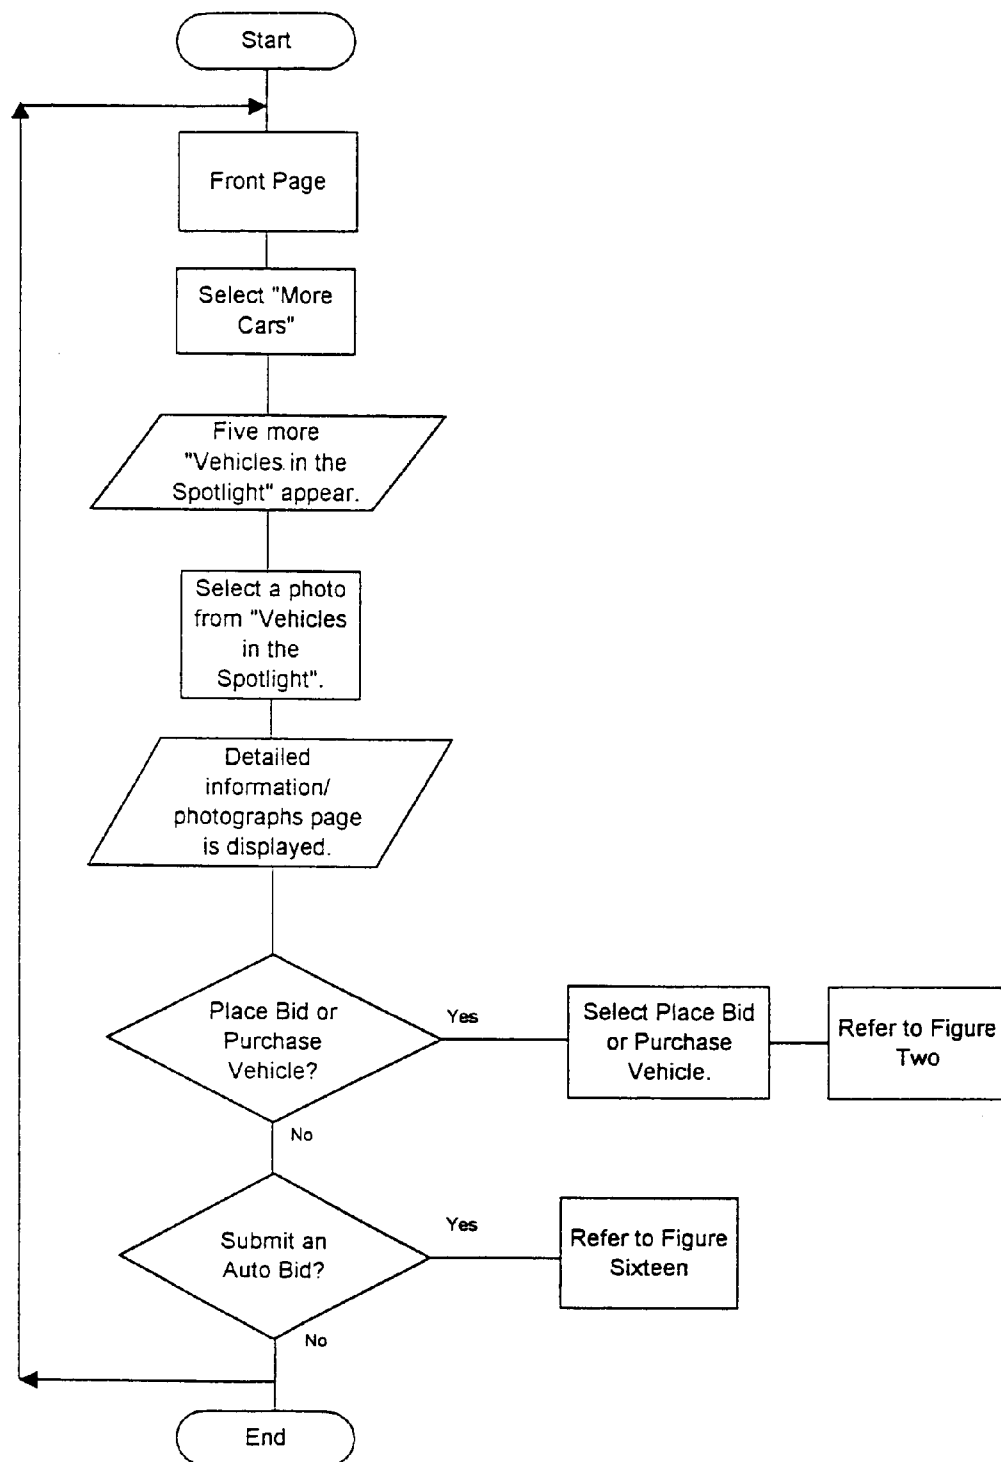 Start
Front Page
Select "More
Cars"
Five more
"Vehicles in the
Spotlight" appear.
Select a photo
from "Vehicles
in the
Spotlight".
Detailed
information/
photographs page
is displayed.
Place Bid or
Purchase
Vehicle?
Yes
Select Place Bid
or Purchase
Vehicle.
Refer to Figure
Two
No
Submit an
Auto Bid?
Yes
Refer to Figure
Sixteen
No
End